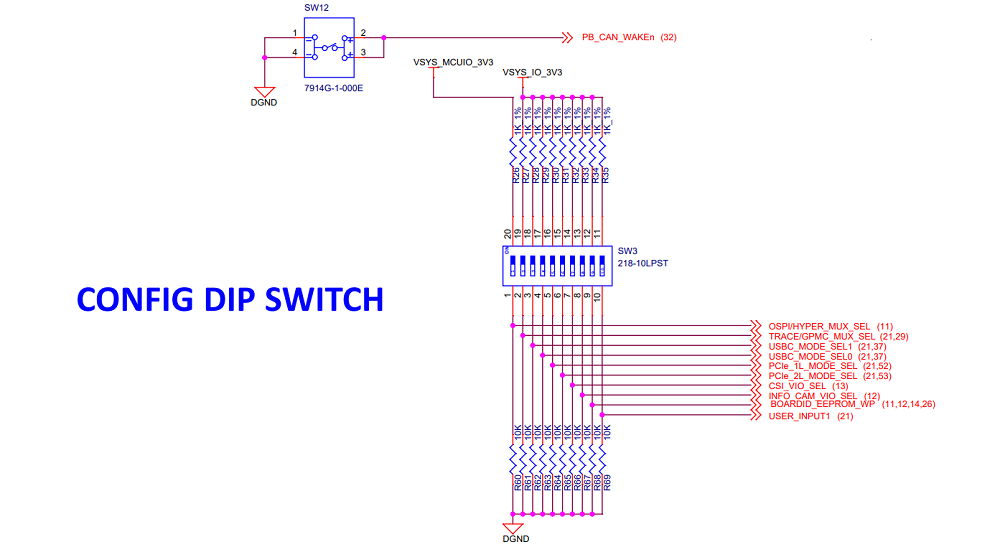 SW12
1
2
4
3
7914G-1-000E
DGND
PB_CAN_WAKEn (32)
VSYS_MCUIO_3V3
VSYS_IO_3V3
1K_1%
1K_1%
1K_1%
1K_1%
1K_1%
1K_1%
1K_1%
1K_1%
1K_1%
1K_1%
R26
R27
R28
R29
R30
R31
R32
R33
R34
R35
20
19
18
17
16
15
14
13
12
11
ON
SW3
218-10LPST
1
2
3
4
5
6
7
8
9
10
CONFIG DIP SWITCH
OSPI/HYPER_MUX_SEL (11)
TRACE/GPMC_MUX_SEL (21,29)
USBC_MODE_SEL1 (21,37)
USBC_MODE_SEL0 (21,37)
PCIe_1L_MODE_SEL (21,52)
PCIe_2L_MODE_SEL (21,53)
CSI_VIO_SEL (13)
INFO_CAM_VIO_SEL (12)
BOARDID_EEPROM_WP (11,12,14,26)
USER_INPUT1 (21)
10K
10K
10K
10K
10K
10K
10K
10K
10K
10K
R60
R61
R62
R63
R64
R65
R66
R67
R68
R69
DGND